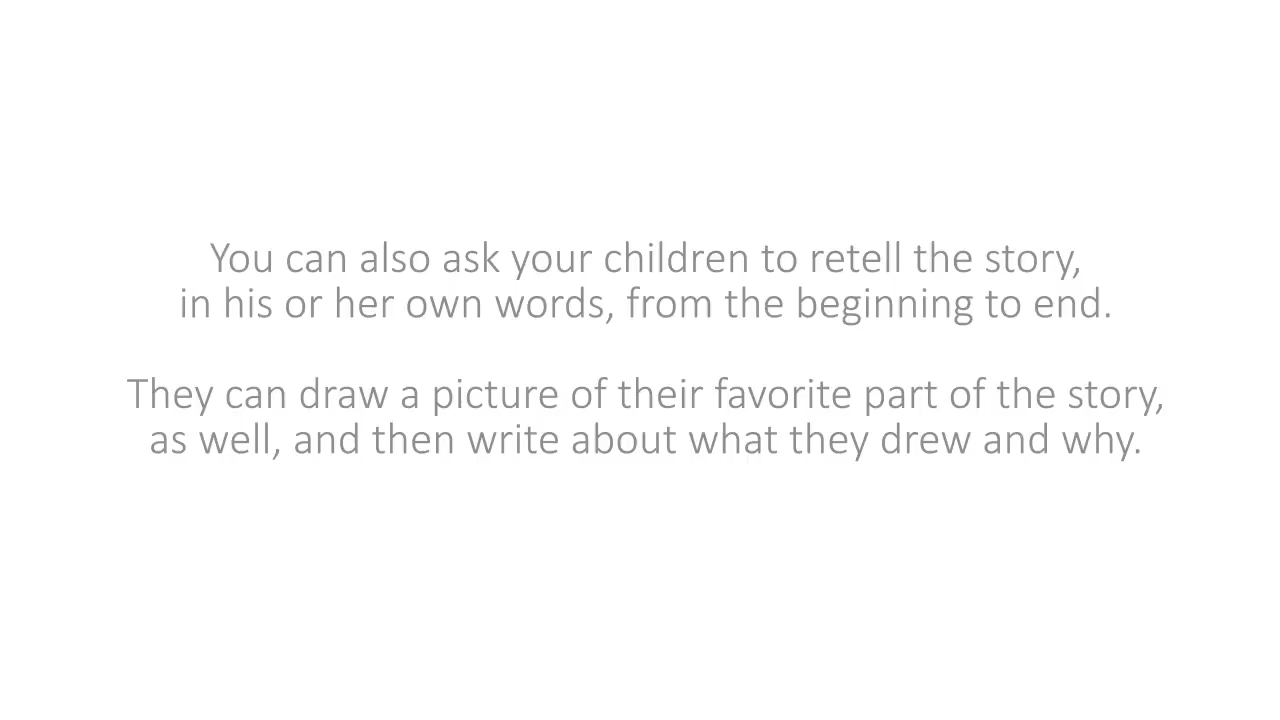 You can also ask your children to retell the story,
in his or her own words, from the beginning to end.
They can draw a picture of their favorite part of the story,
as well, and then write about what they drew and why.